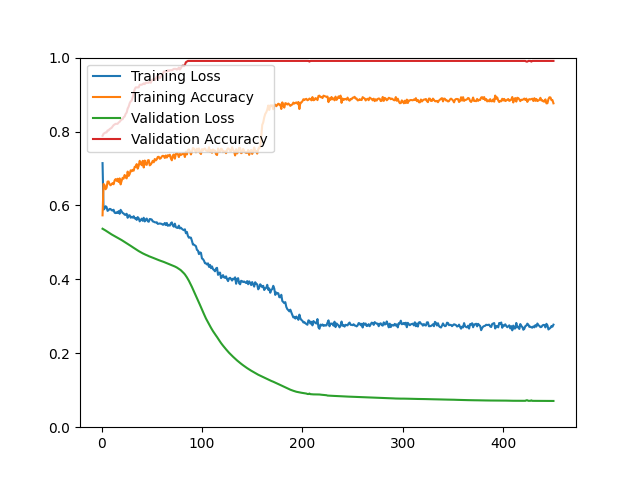 1.0
0.8
0.6
0.4
0.2
0.0
Training Loss
Training Accuracy
Validation Loss
Validation Accuracy
0 100 200 300 400